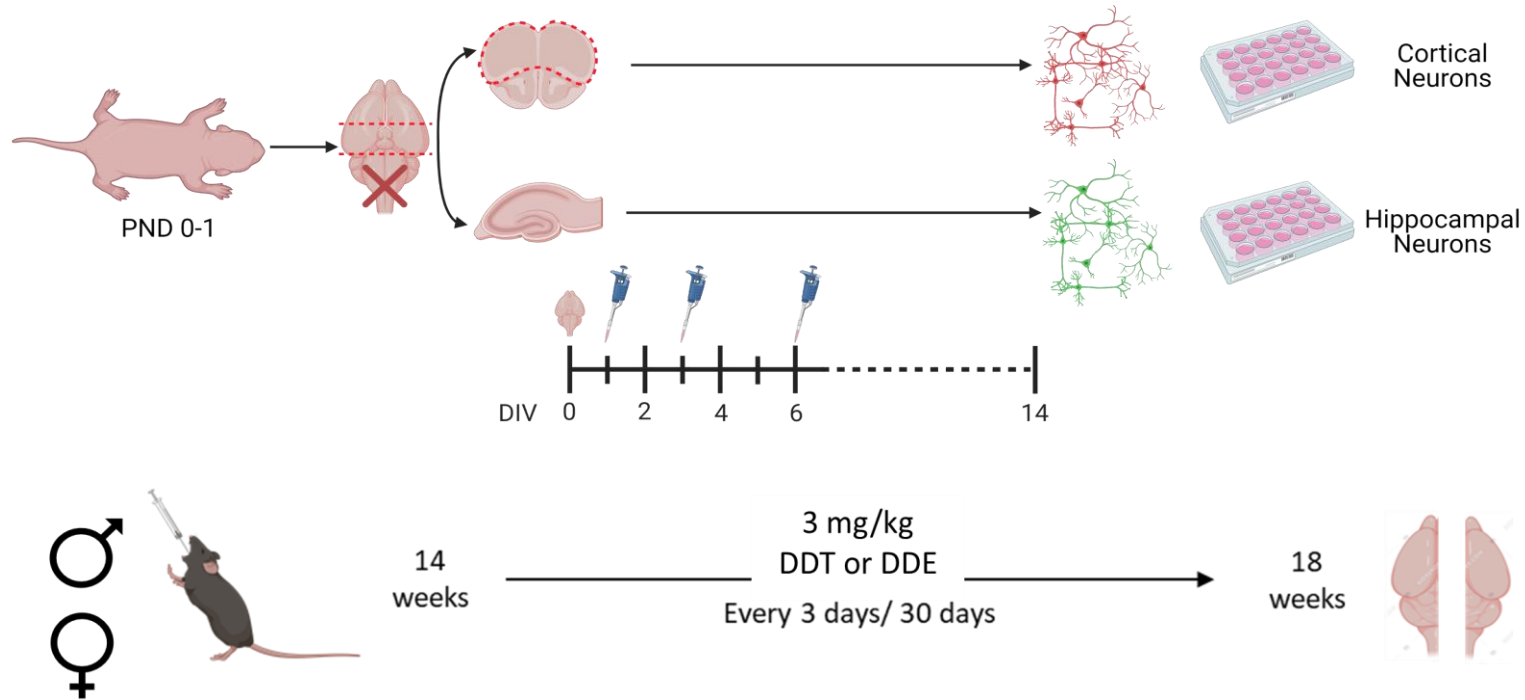 Cortical
Neurons
PND 0-1
Hippocampal
Neurons
DIV 0 2 4 6 14
14
weeks
3 mg/kg
DDT or DDE
Every 3 days/ 30 days
18
weeks